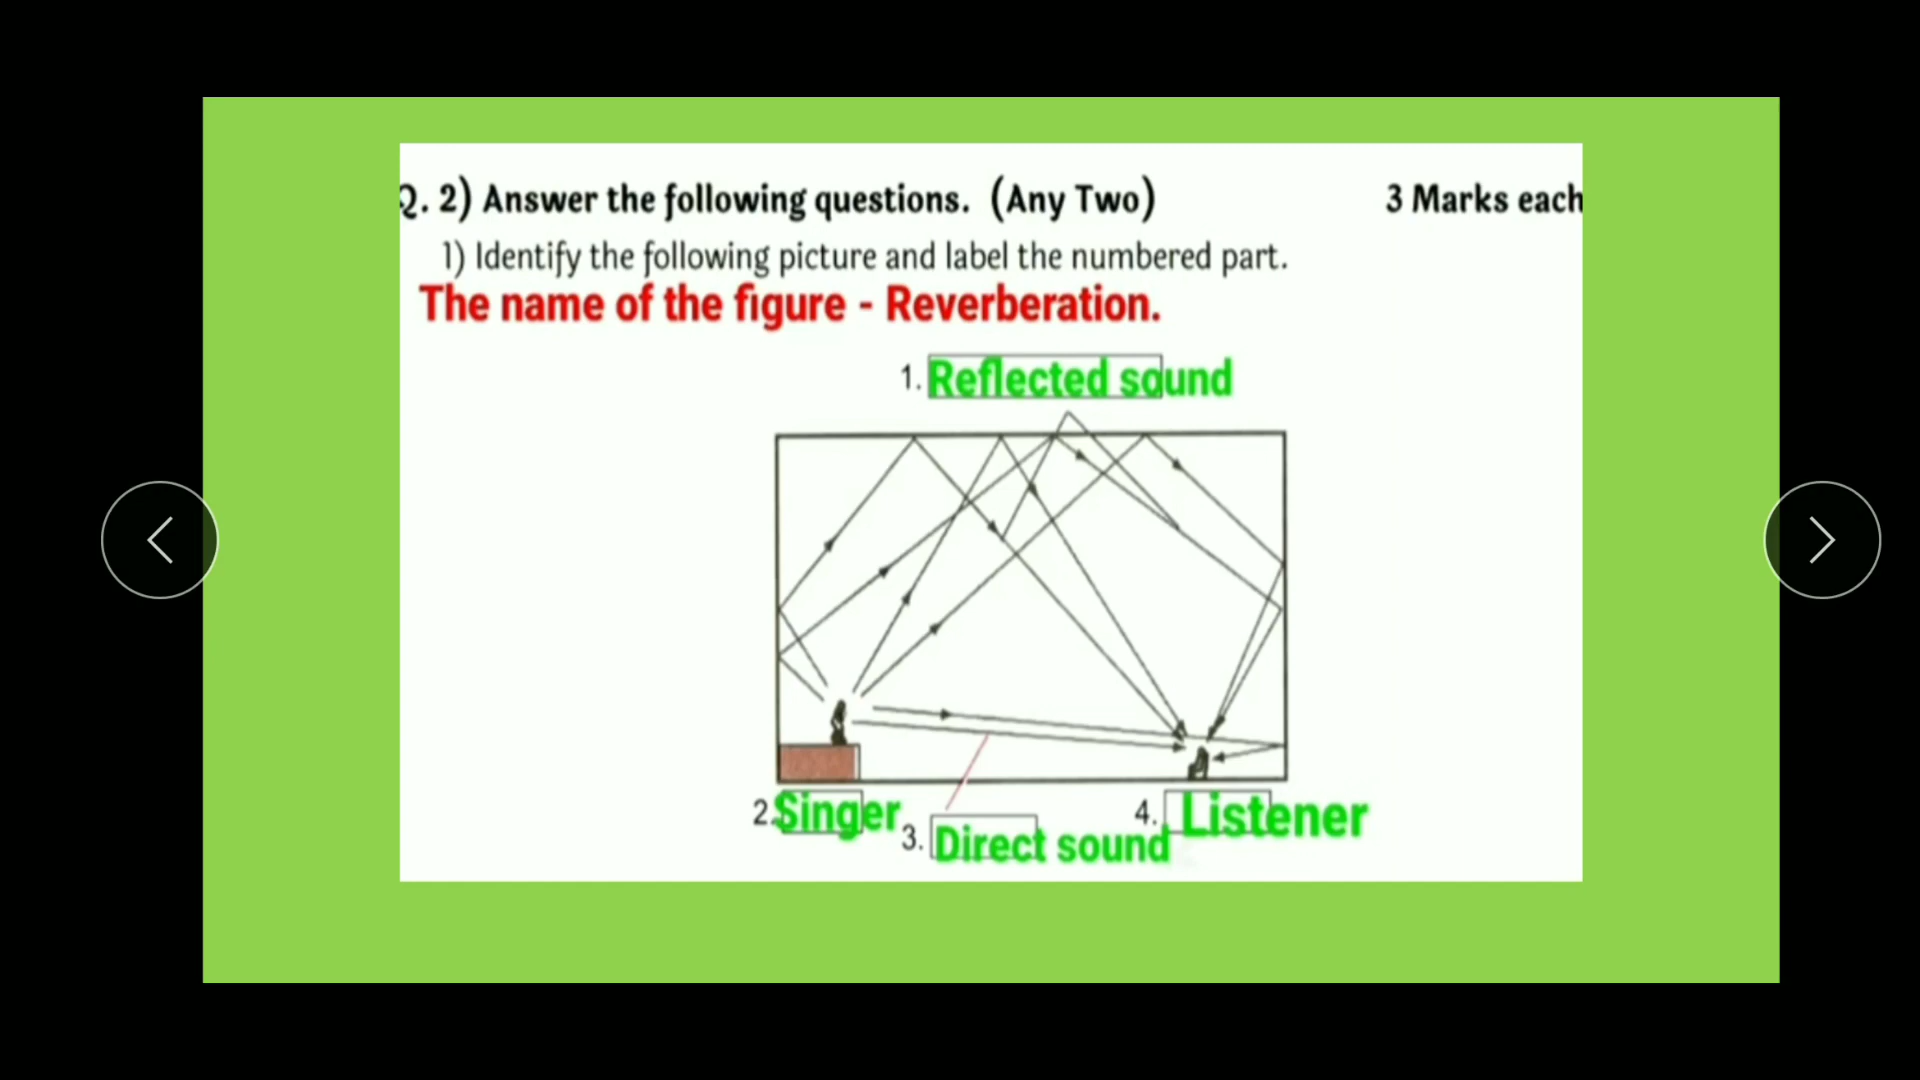 Q. 2) Answer the following questions. (Any Two) 3 Marks each
1) Identify the following picture and label the numbered part.
The name of the figure - Reverberation.
1. Reflected sound
2. Singer
3. Direct sound
4. Listener